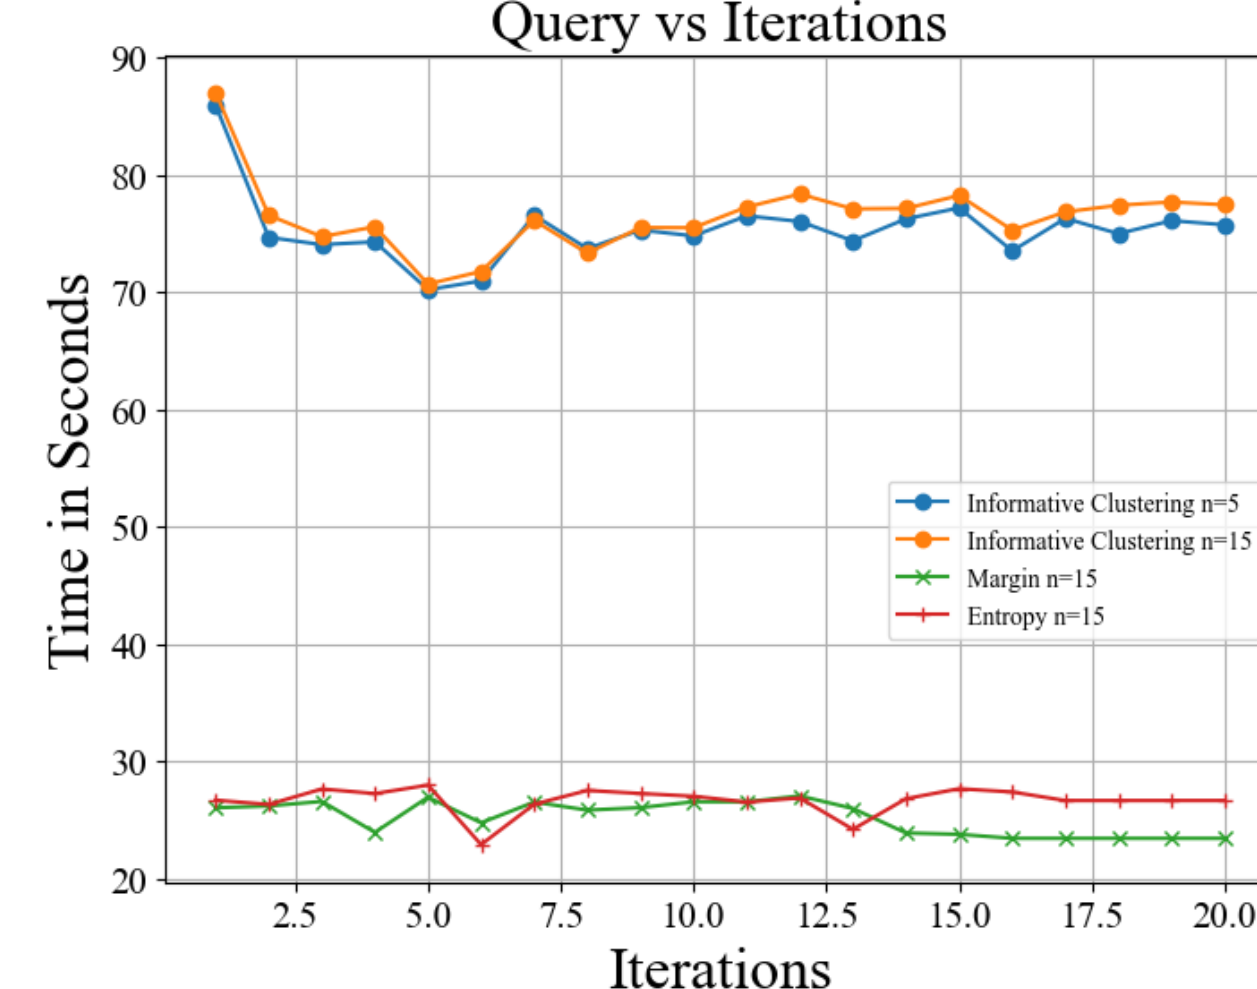 Query vs Iterations
90
80
70
60
50
40
30
20
Time in Seconds
Informative Clustering n=5
Informative Clustering n=15
Margin n=15
Entropy n=15
2.5 5.0 7.5 10.0 12.5 15.0 17.5 20.0
Iterations